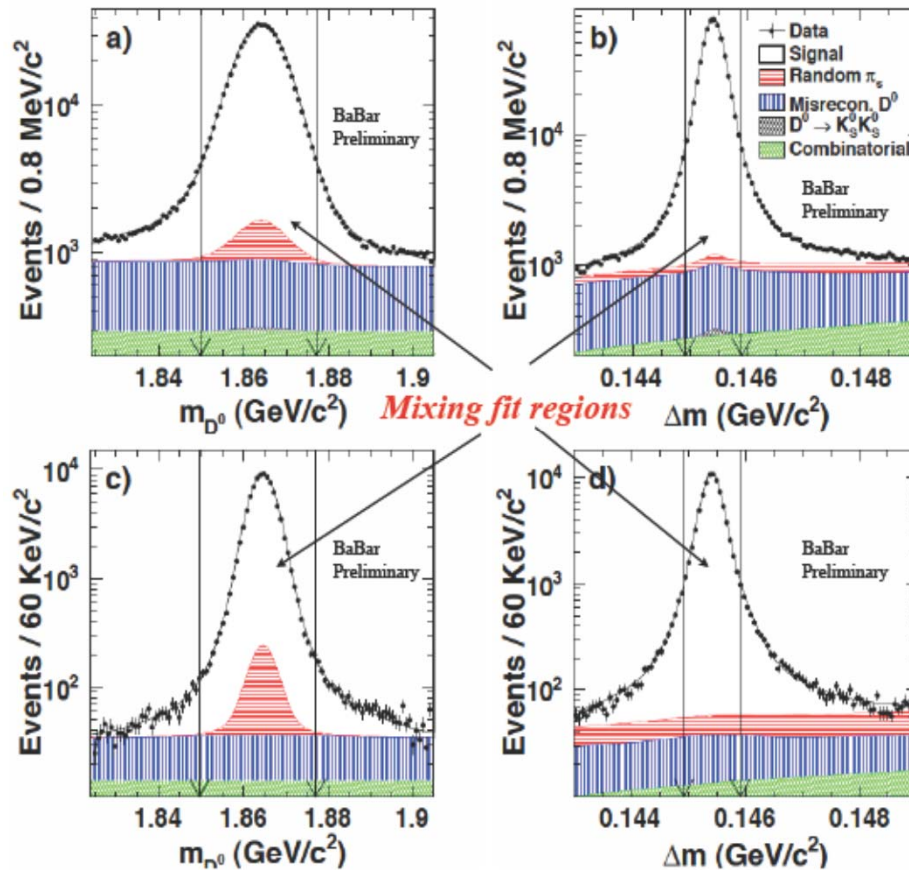 a)
BaBar
Preliminary
10⁴
10³
Events / 0.8 MeV/c²
1.84 1.86 1.88 1.9
m_D⁰ (GeV/c²)
b)
Data
Signal
Random π_s
Misrecon. D⁰
D⁰ → K_S⁰K_S⁰
Combinatorial
BaBar
Preliminary
10⁴
10³
Events / 0.8 MeV/c²
0.144 0.146 0.148
Δm (GeV/c²)
Mixing fit regions
c)
BaBar
Preliminary
10⁴
10³
10²
Events / 60 KeV/c²
1.84 1.86 1.88 1.9
m_D⁰ (GeV/c²)
d)
BaBar
Preliminary
10⁴
10³
10²
Events / 60 KeV/c²
0.144 0.146 0.148
Δm (GeV/c²)